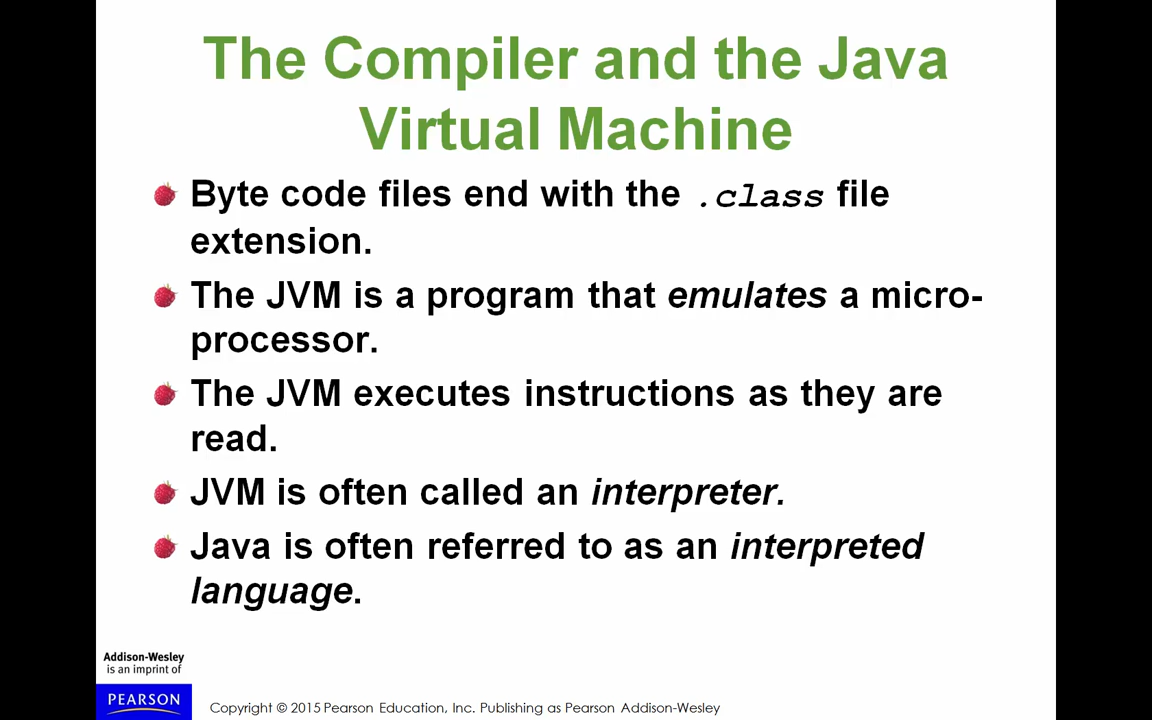 The Compiler and the Java
Virtual Machine
Byte code files end with the .class file
extension.
The JVM is a program that emulates a micro-
processor.
The JVM executes instructions as they are
read.
JVM is often called an interpreter.
Java is often referred to as an interpreted
language.
Addison-Wesley
is an imprint of
PEARSON
Copyright © 2015 Pearson Education, Inc. Publishing as Pearson Addison-Wesley